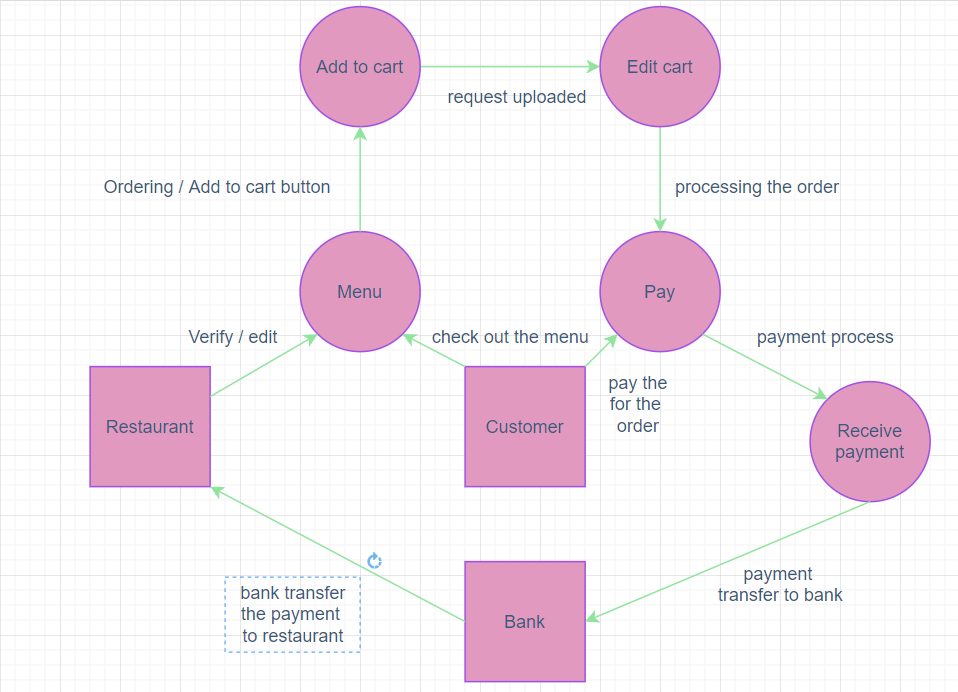 Add to cart
Edit cart
request uploaded
Ordering / Add to cart button
processing the order
Menu
Pay
Verify / edit
check out the menu
payment process
pay the
for the
order
Restaurant
Customer
Receive
payment
bank transfer
the payment
to restaurant
Bank
payment
transfer to bank